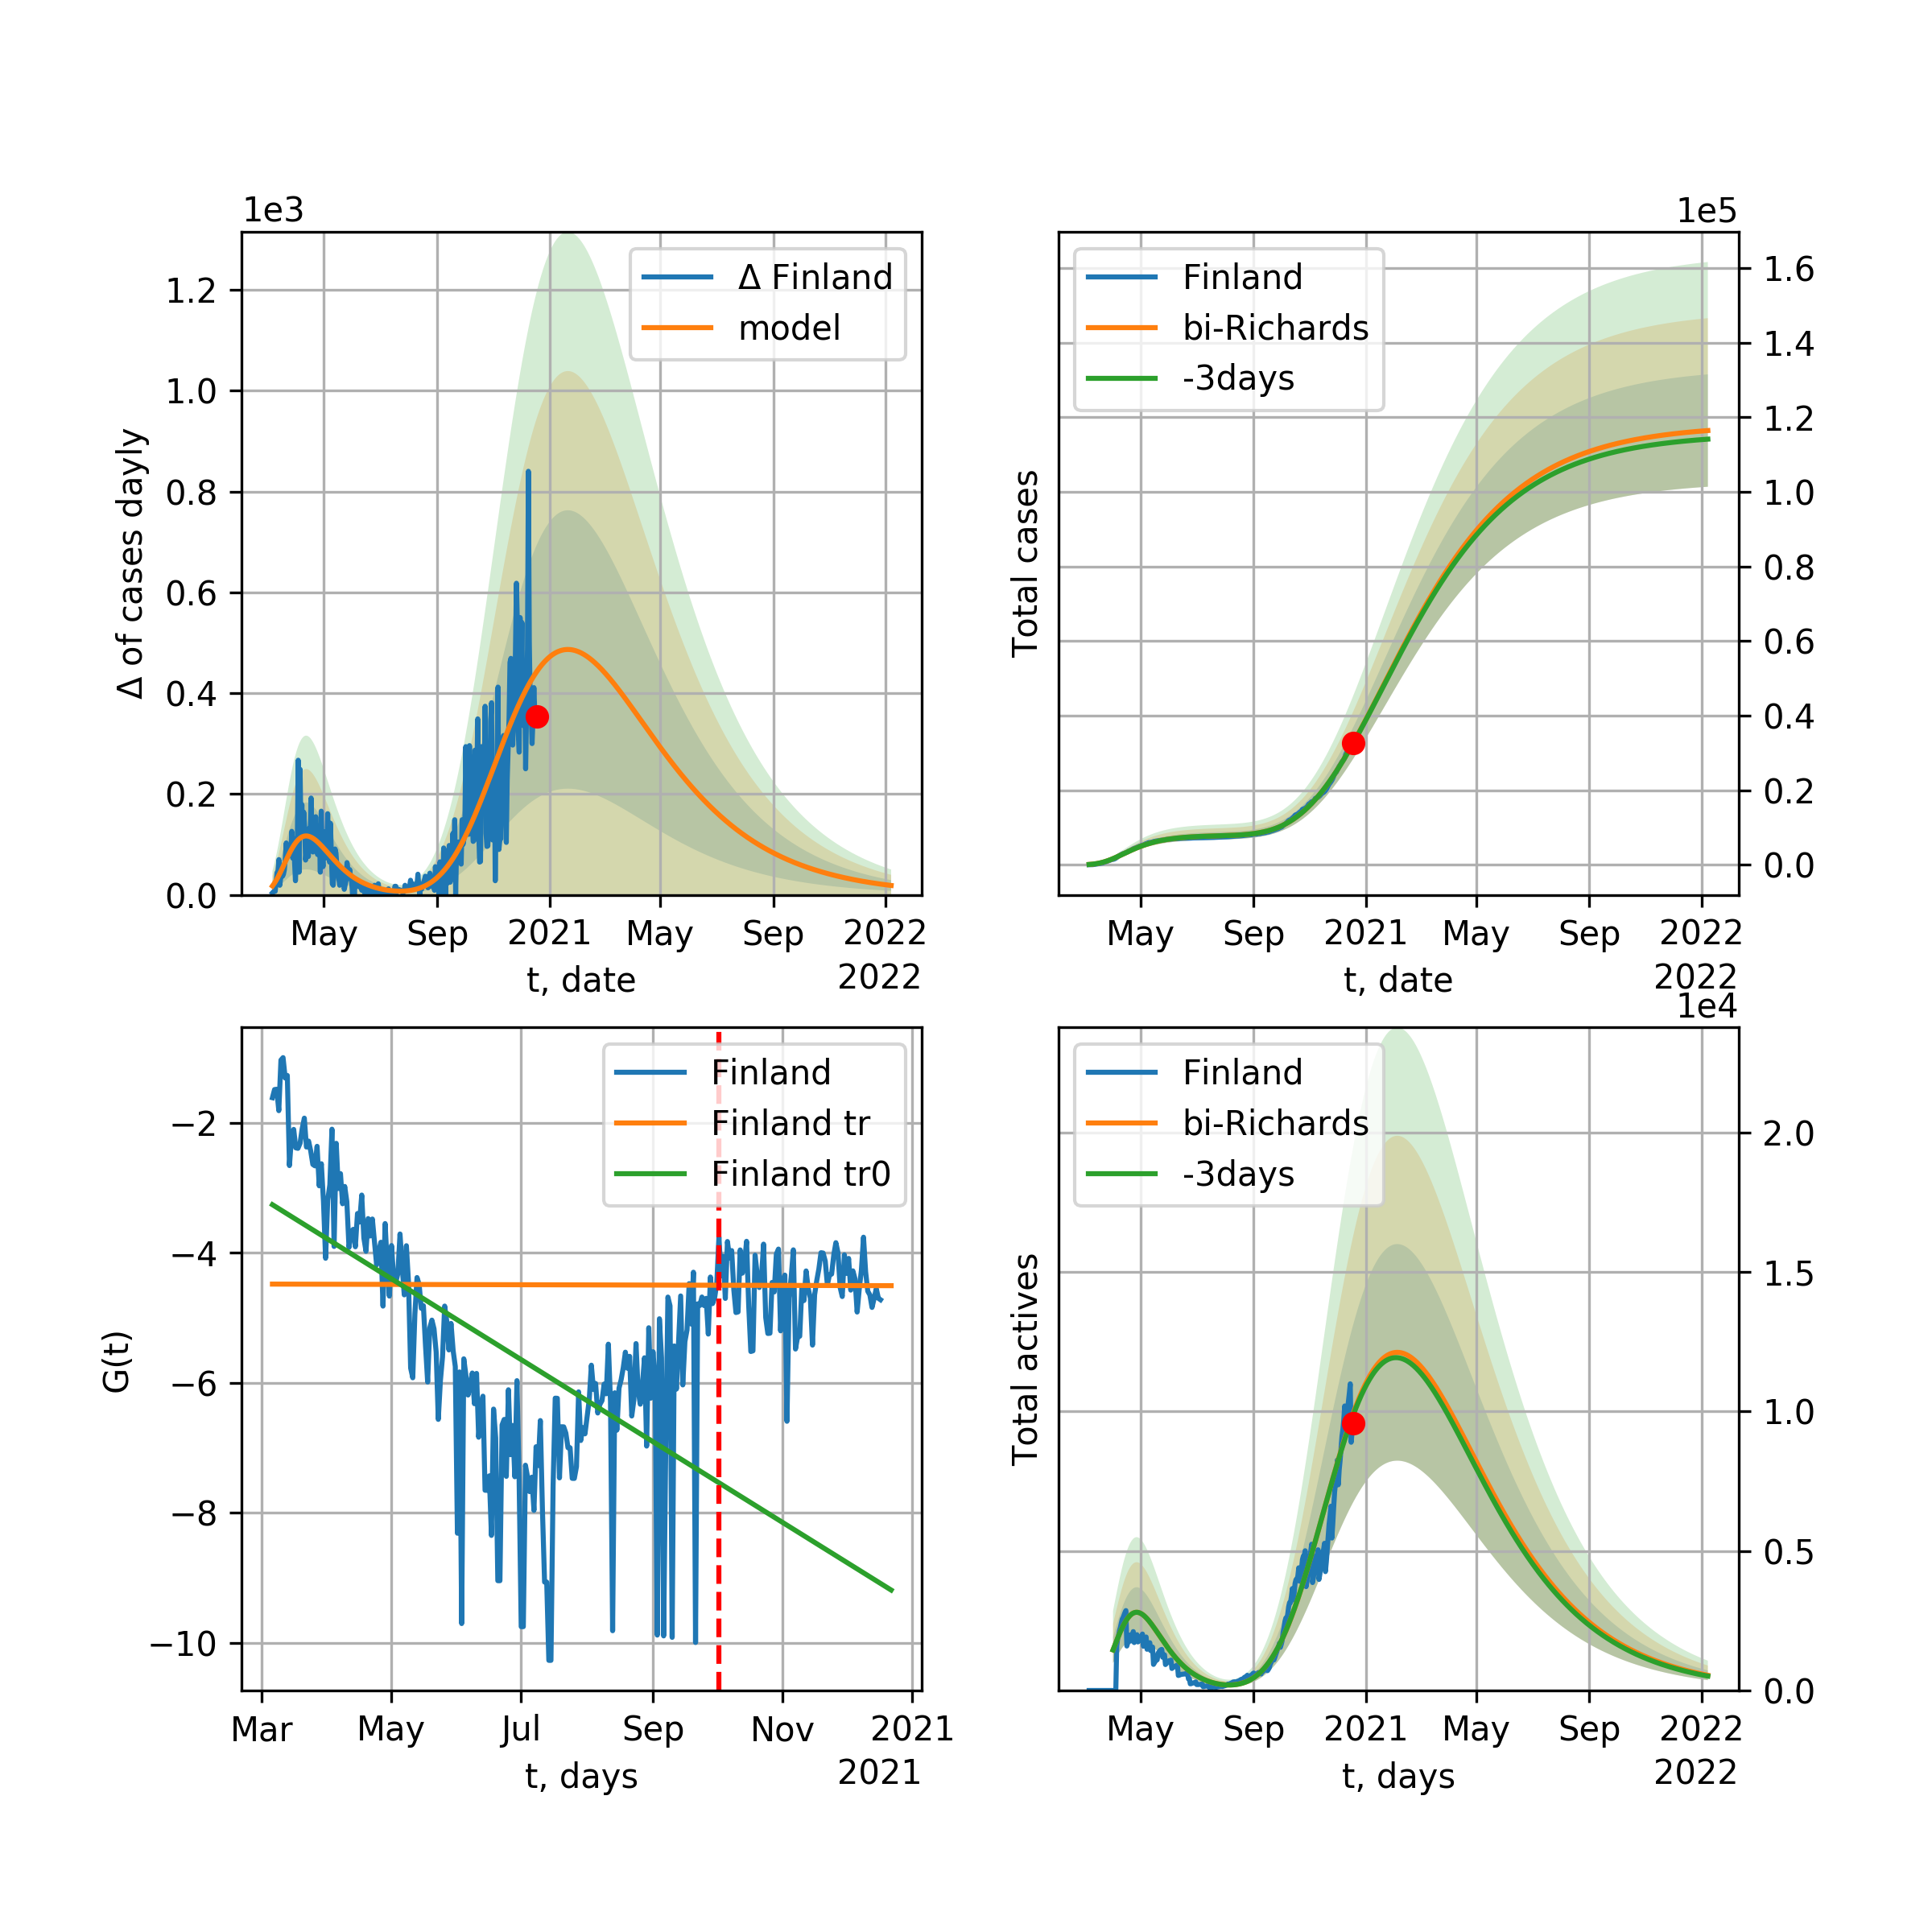 1e3
Δ of cases dayly
1.2
1.0
0.8
0.6
0.4
0.2
0.0
Δ Finland
model
May
Sep
2021
May
Sep
2022
t, date
2022
1e5
Total cases
Finland
bi-Richards
-3days
1.6
1.4
1.2
1.0
0.8
0.6
0.4
0.2
0.0
May
Sep
2021
May
Sep
2022
t, date
2022
G(t)
−2
−4
−6
−8
−10
Finland
Finland tr
Finland tr0
Mar
May
Jul
Sep
Nov
2021
t, days
2021
1e4
Total actives
Finland
bi-Richards
-3days
2.0
1.5
1.0
0.5
0.0
May
Sep
2021
May
Sep
2022
t, days
2022